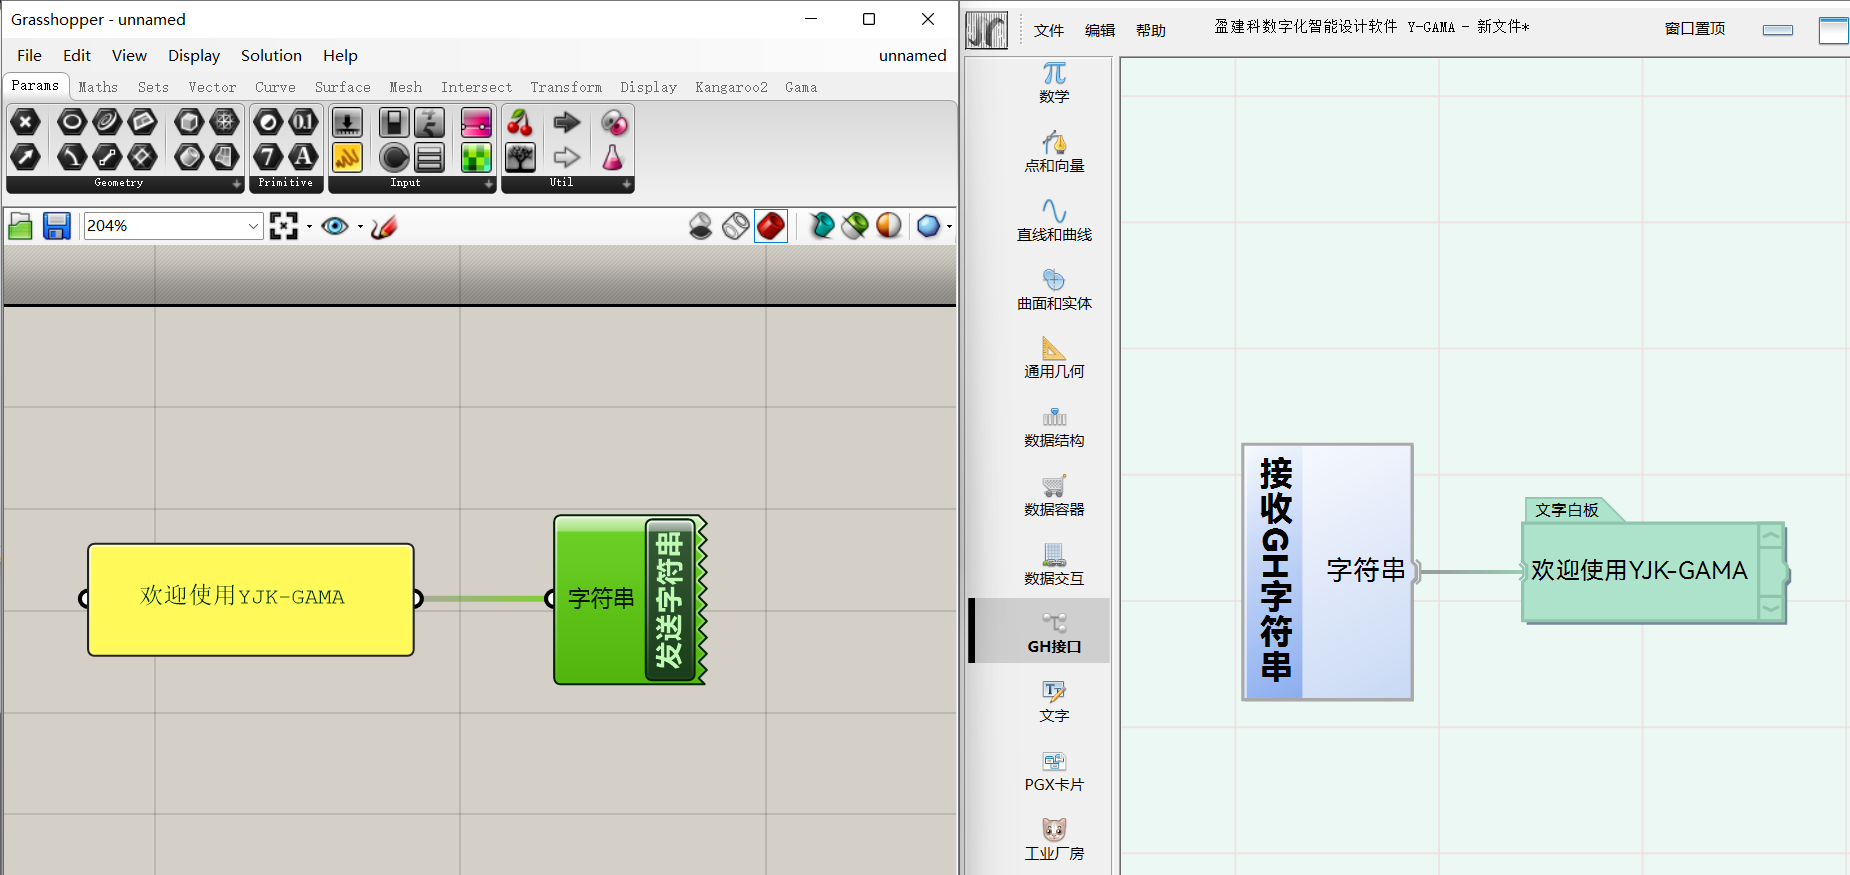 Grasshopper - unnamed
File Edit View Display Solution Help unnamed
Params Maths Sets Vector Curve Surface Mesh Intersect Transform Display Kangaroo2 Gama
Geometry Primitive Input Util
204%
欢迎使用YJK-GAMA
字符串
发送字符串
文件 编辑 帮助 盈建科数字化智能设计软件 Y-GAMA - 新文件* 窗口置顶
数学
点和向量
直线和曲线
曲面和实体
通用几何
数据结构
数据容器
数据交互
GH接口
文字
PGX卡片
工业厂房
接收GH字符串
字符串
文字白板
欢迎使用YJK-GAMA